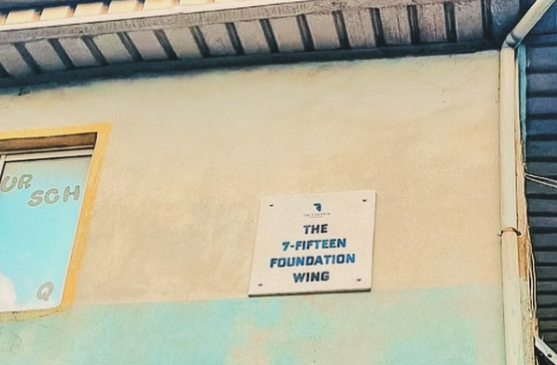 UR
SCH
Q
THE
7-FIFTEEN
FOUNDATION
WING